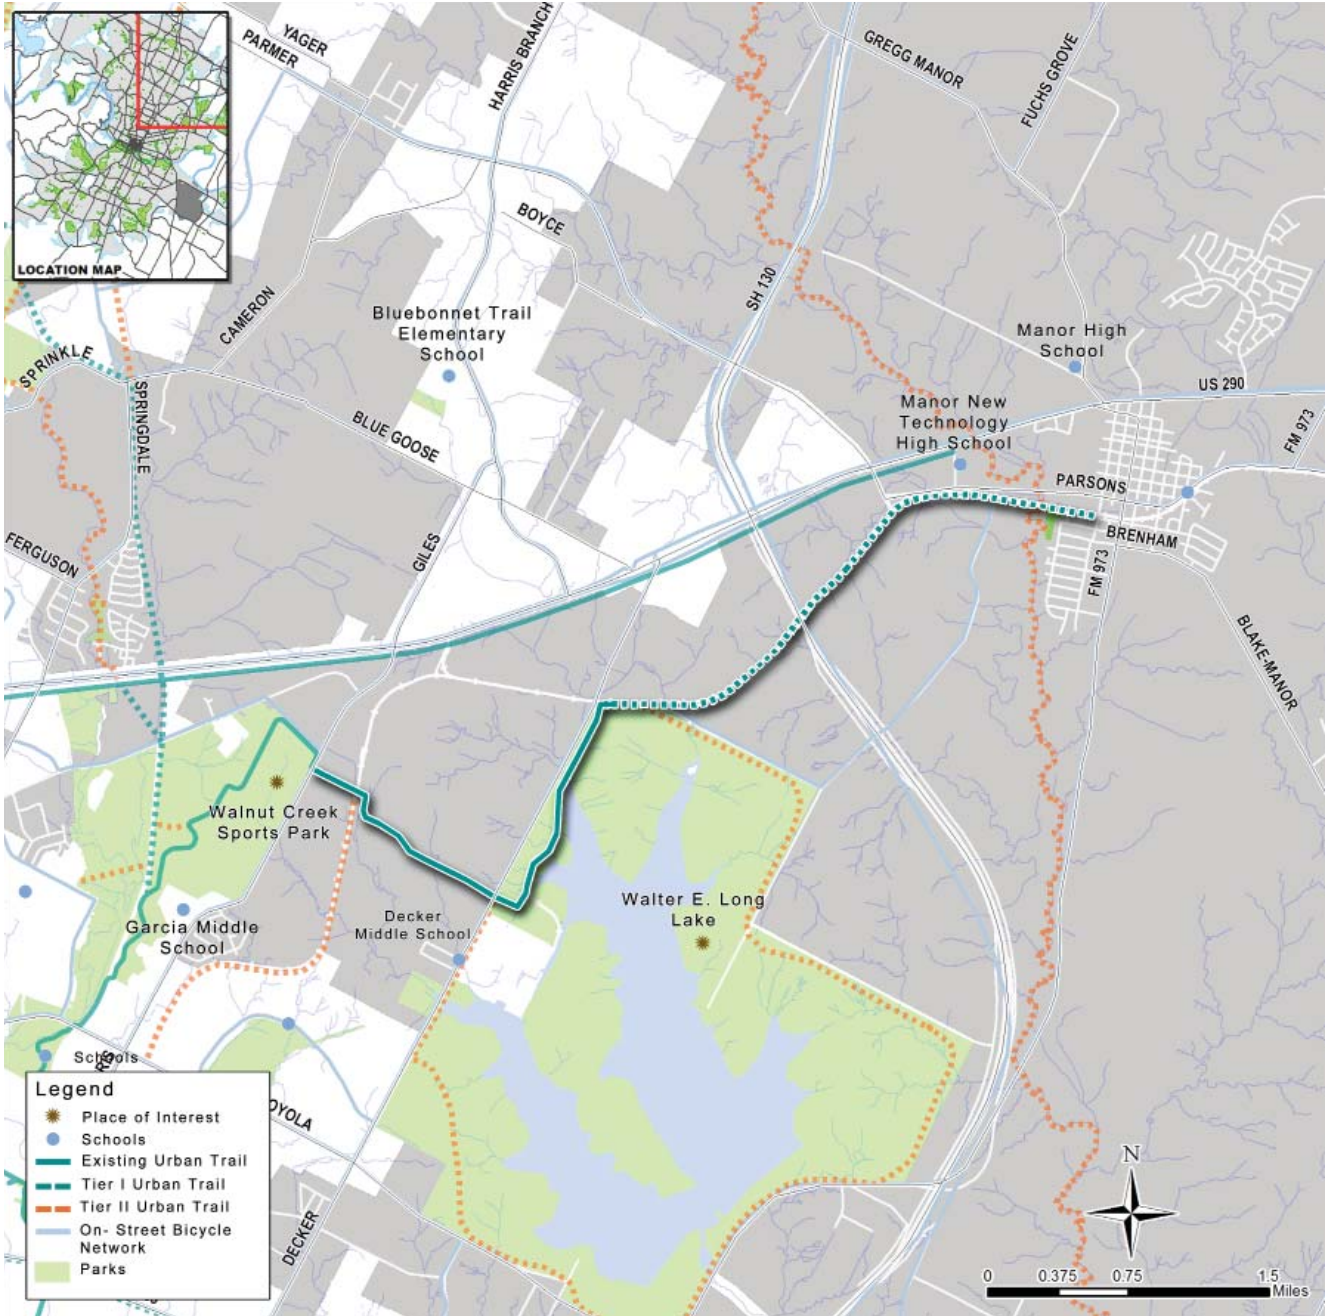 YAGER
PARMER
HARRIS BRANCH
GREGG MANOR
FUCHS GROVE
BOYCE
LOCATION MAP
SH 130
CAMERON
Bluebonnet Trail
Elementary
School
Manor High
School
SPRINKLE
SPRINGDALE
US 290
BLUE GOOSE
Manor New
Technology
High School
FM 973
PARSONS
FERGUSON
GILES
BRENHAM
FM 973
BLAKE-MANOR
Walnut Creek
Sports Park
Walter E. Long
Lake
Garcia Middle
School
Decker
Middle School
Schools
RIS
OYOLA
DECKER
Legend
Place of Interest
Schools
Existing Urban Trail
Tier I Urban Trail
Tier II Urban Trail
On- Street Bicycle
Network
Parks
N
0 0.375 0.75 1.5
Miles